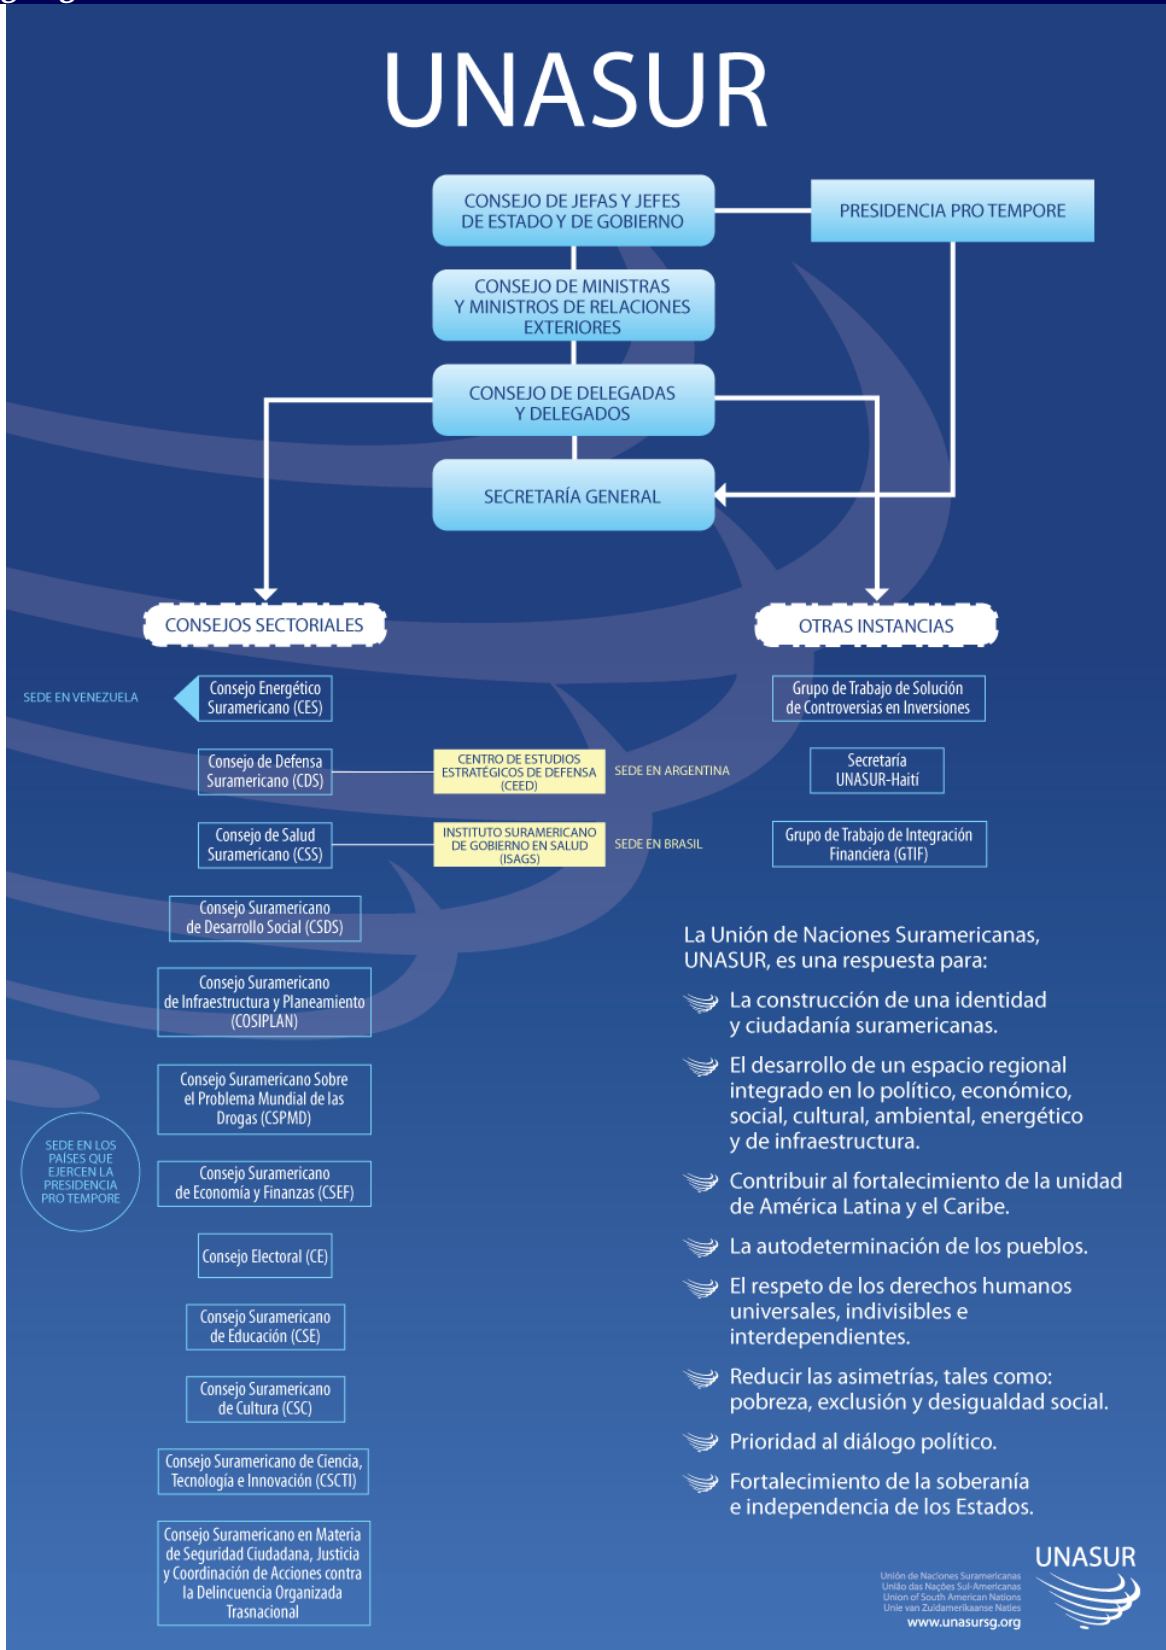 UNASUR
CONSEJO DE JEFAS Y JEFES
DE ESTADO Y DE GOBIERNO
PRESIDENCIA PRO TEMPORE
CONSEJO DE MINISTRAS
Y MINISTROS DE RELACIONES
EXTERIORES
CONSEJO DE DELEGADAS
Y DELEGADOS
SECRETARÍA GENERAL
CONSEJOS SECTORIALES
SEDE EN VENEZUELA
Consejo Energético
Suramericano (CES)
Consejo de Defensa
Suramericano (CDS)
CENTRO DE ESTUDIOS
ESTRATÉGICOS DE DEFENSA
(CEED)
SEDE EN ARGENTINA
Consejo de Salud
Suramericano (CSS)
INSTITUTO SURAMERICANO
DE GOBIERNO EN SALUD
(ISAGS)
SEDE EN BRASIL
Consejo Suramericano
de Desarrollo Social (CSDS)
Consejo Suramericano
de Infraestructura y Planeamiento
(COSIPLAN)
Consejo Suramericano Sobre
el Problema Mundial de las
Drogas (CSPMD)
SEDE EN LOS
PAÍSES QUE
EJERCEN LA
PRESIDENCIA
PRO TEMPORE
Consejo Suramericano
de Economía y Finanzas (CSEF)
Consejo Electoral (CE)
Consejo Suramericano
de Educación (CSE)
Consejo Suramericano
de Cultura (CSC)
Consejo Suramericano de Ciencia,
Tecnología e Innovación (CSCTI)
Consejo Suramericano en Materia
de Seguridad Ciudadana, Justicia
y Coordinación de Acciones contra
la Delincuencia Organizada
Trasnacional
OTRAS INSTANCIAS
Grupo de Trabajo de Solución
de Controversias en Inversiones
Secretaría
UNASUR-Haití
Grupo de Trabajo de Integración
Financiera (GTIF)
La Unión de Naciones Suramericanas,
UNASUR, es una respuesta para:
La construcción de una identidad
y ciudadanía suramericanas.
El desarrollo de un espacio regional
integrado en lo político, económico,
social, cultural, ambiental, energético
y de infraestructura.
Contribuir al fortalecimiento de la unidad
de América Latina y el Caribe.
La autodeterminación de los pueblos.
El respeto de los derechos humanos
universales, indivisibles e
interdependientes.
Reducir las asimetrías, tales como:
pobreza, exclusión y desigualdad social.
Prioridad al diálogo político.
Fortalecimiento de la soberanía
e independencia de los Estados.
UNASUR
Unión de Naciones Suramericanas
União das Nações Sul-Americanas
Union of South American Nations
Unie van Zuidamerikaanse Naties
www.unasursg.org